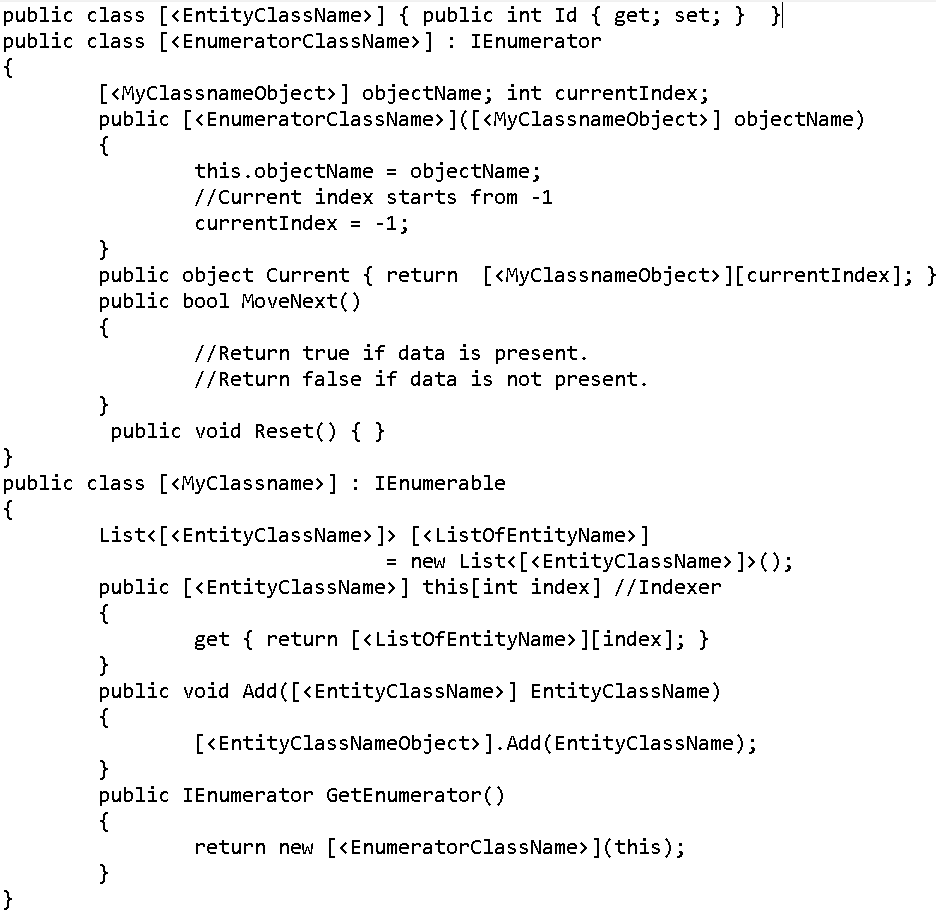 public class [<EntityClassName>] { public int Id { get; set; }  }
public class [<EnumeratorClassName>] : IEnumerator
{
        [<MyClassnameObject>] objectName; int currentIndex;
        public [<EnumeratorClassName>]([<MyClassnameObject>] objectName)
        {
                this.objectName = objectName;
                //Current index starts from -1
                currentIndex = -1;
        }
        public object Current { return  [<MyClassnameObject>][currentIndex]; }
        public bool MoveNext()
        {
                //Return true if data is present.
                //Return false if data is not present.
        }
         public void Reset() { }
}
public class [<MyClassname>] : IEnumerable
{
        List<[<EntityClassName>]> [<ListOfEntityName>]
                                = new List<[<EntityClassName>]>();
        public [<EntityClassName>] this[int index] //Indexer
        {
                get { return [<ListOfEntityName>][index]; }
        }
        public void Add([<EntityClassName>] EntityClassName)
        {
                [<EntityClassNameObject>].Add(EntityClassName);
        }
        public IEnumerator GetEnumerator()
        {
                return new [<EnumeratorClassName>](this);
        }
}